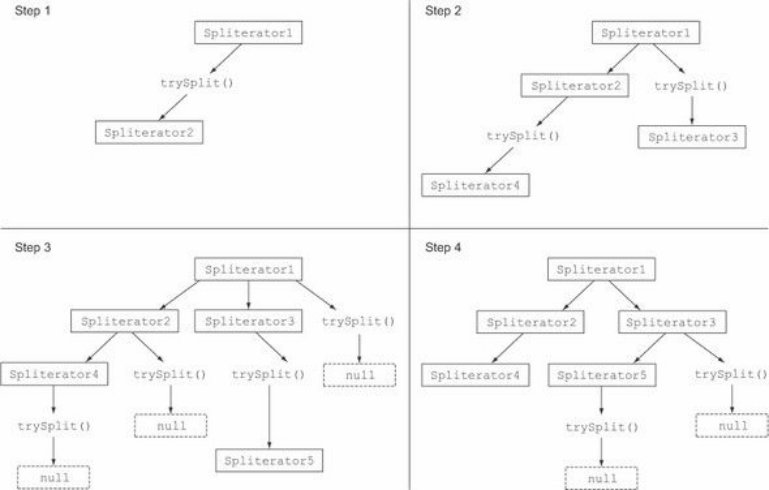 Step 1
Spliterator1
trySplit()
Spliterator2
Step 2
Spliterator1
Spliterator2
trySplit()
trySplit()
Spliterator3
Spliterator4
Step 3
Spliterator1
Spliterator2
Spliterator3
trySplit()
Spliterator4
trySplit()
trySplit()
null
trySplit()
null
Spliterator5
null
Step 4
Spliterator1
Spliterator2
Spliterator3
Spliterator4
Spliterator5
trySplit()
trySplit()
null
null